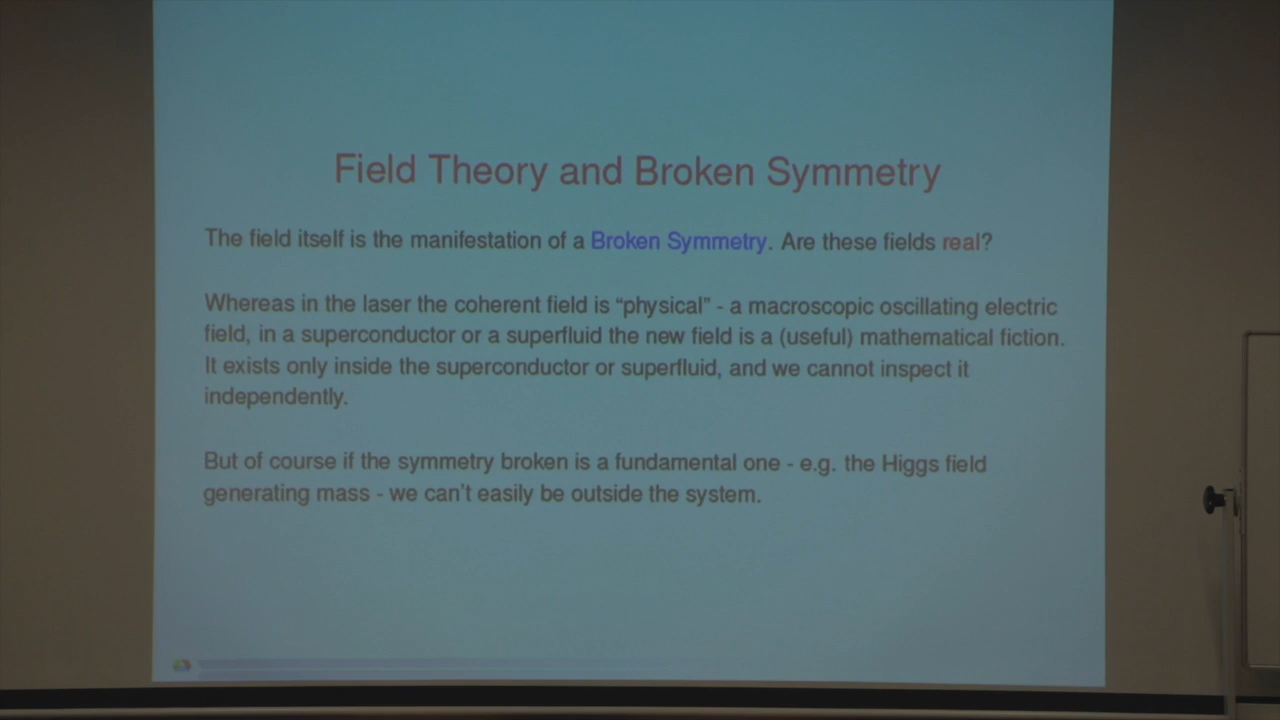 Field Theory and Broken Symmetry
The field itself is the manifestation of a Broken Symmetry. Are these fields real?
Whereas in the laser the coherent field is “physical” - a macroscopic oscillating electric
field, in a superconductor or a superfluid the new field is a (useful) mathematical fiction.
It exists only inside the superconductor or superfluid, and we cannot inspect it
independently.
But of course if the symmetry broken is a fundamental one - e.g. the Higgs field
generating mass - we can't easily be outside the system.